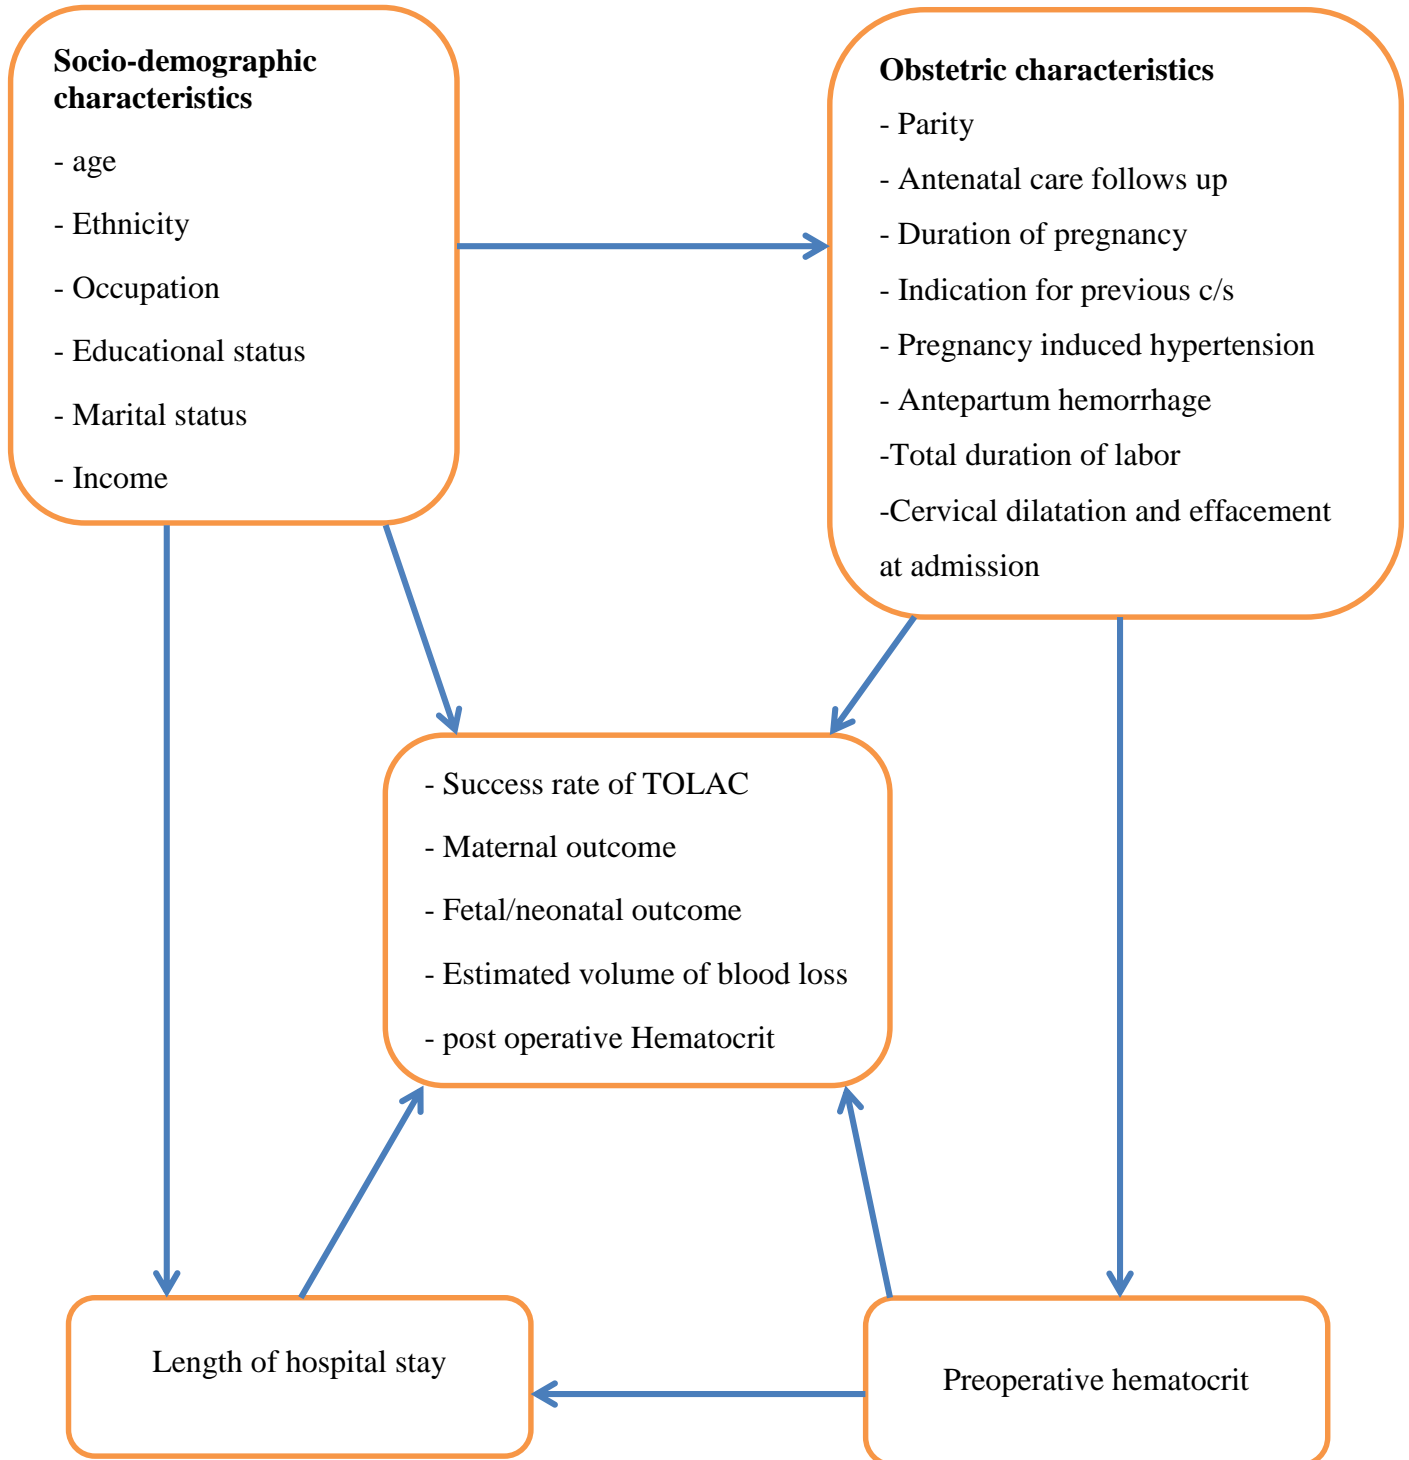 Socio-demographic
characteristics
- age
- Ethnicity
- Occupation
- Educational status
- Marital status
- Income
Obstetric characteristics
- Parity
- Antenatal care follows up
- Duration of pregnancy
- Indication for previous c/s
- Pregnancy induced hypertension
- Antepartum hemorrhage
-Total duration of labor
-Cervical dilatation and effacement
at admission
- Success rate of TOLAC
- Maternal outcome
- Fetal/neonatal outcome
- Estimated volume of blood loss
- post operative Hematocrit
Length of hospital stay
Preoperative hematocrit